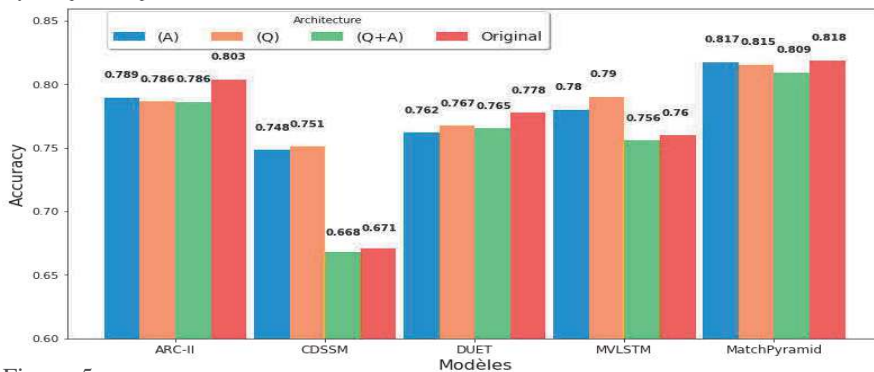 Architecture
(A) (Q) (Q+A) Original
0.85
0.80
0.75
0.70
0.65
0.60
Accuracy
0.789 0.786 0.786 0.803
0.748 0.751 0.668 0.671
0.762 0.767 0.765 0.778
0.78 0.79 0.756 0.76
0.817 0.815 0.809 0.818
ARC-II CDSSM DUET MVLSTM MatchPyramid
Modèles